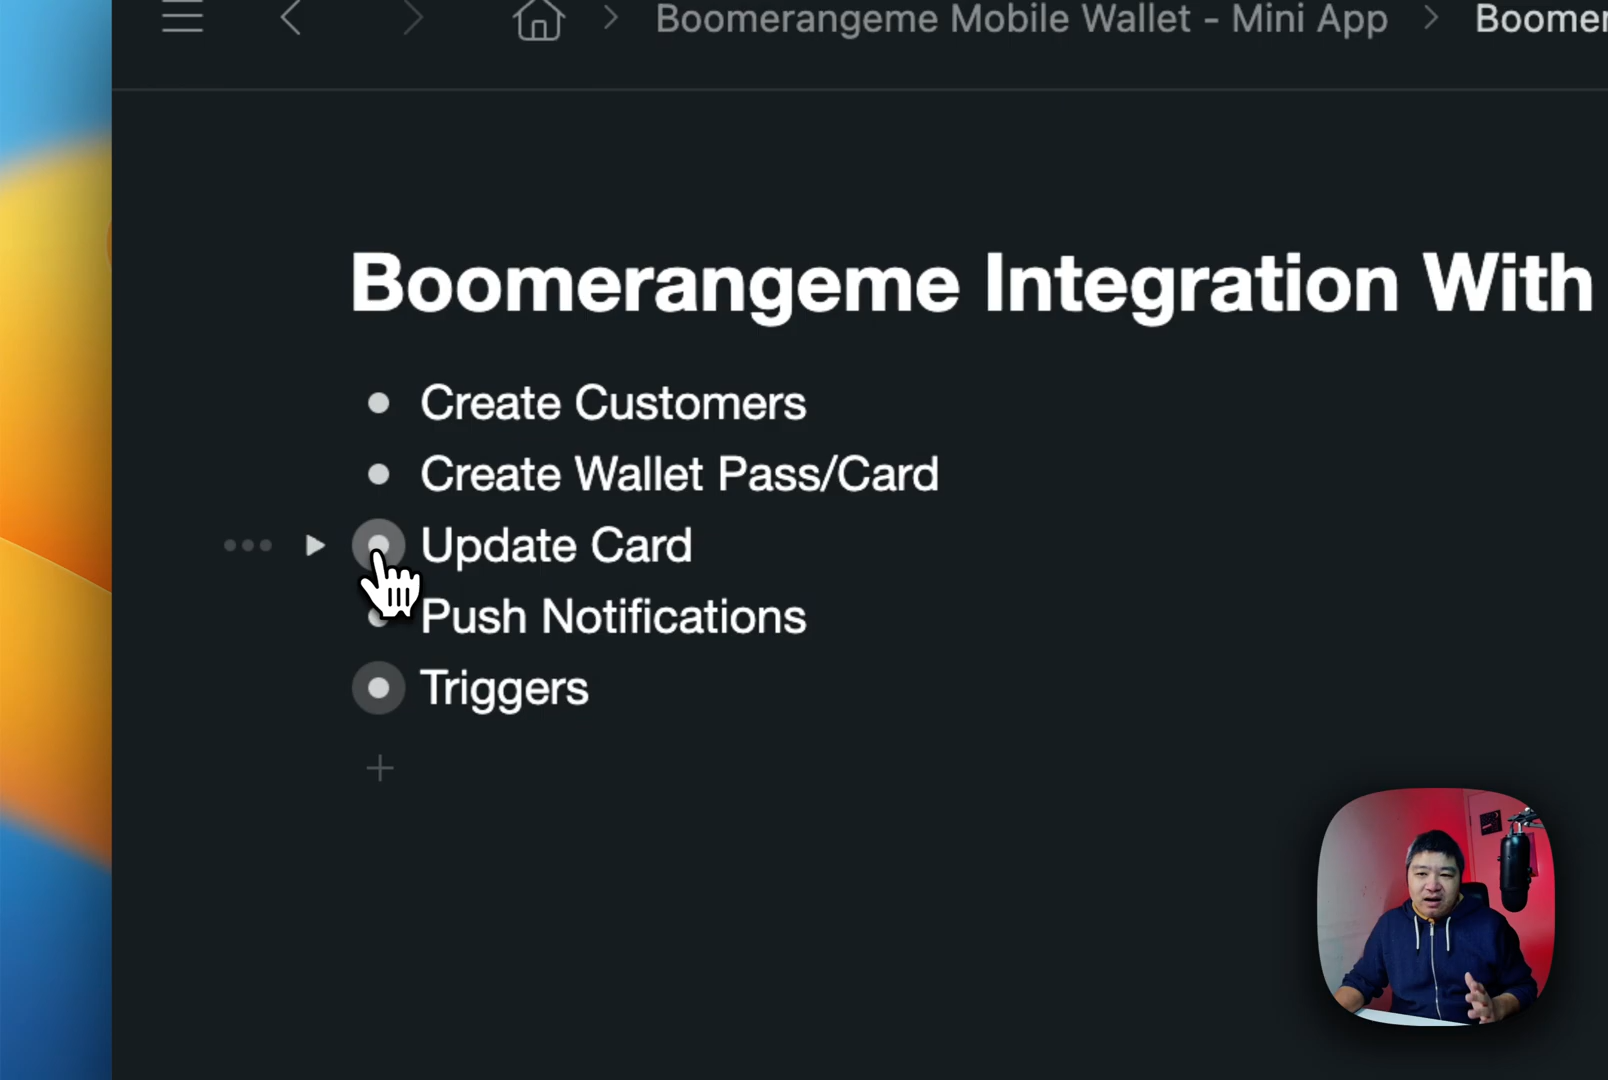 Boomerangeme Mobile Wallet - Mini App > Boomer
Boomerangeme Integration With
Create Customers
Create Wallet Pass/Card
Update Card
Push Notifications
Triggers